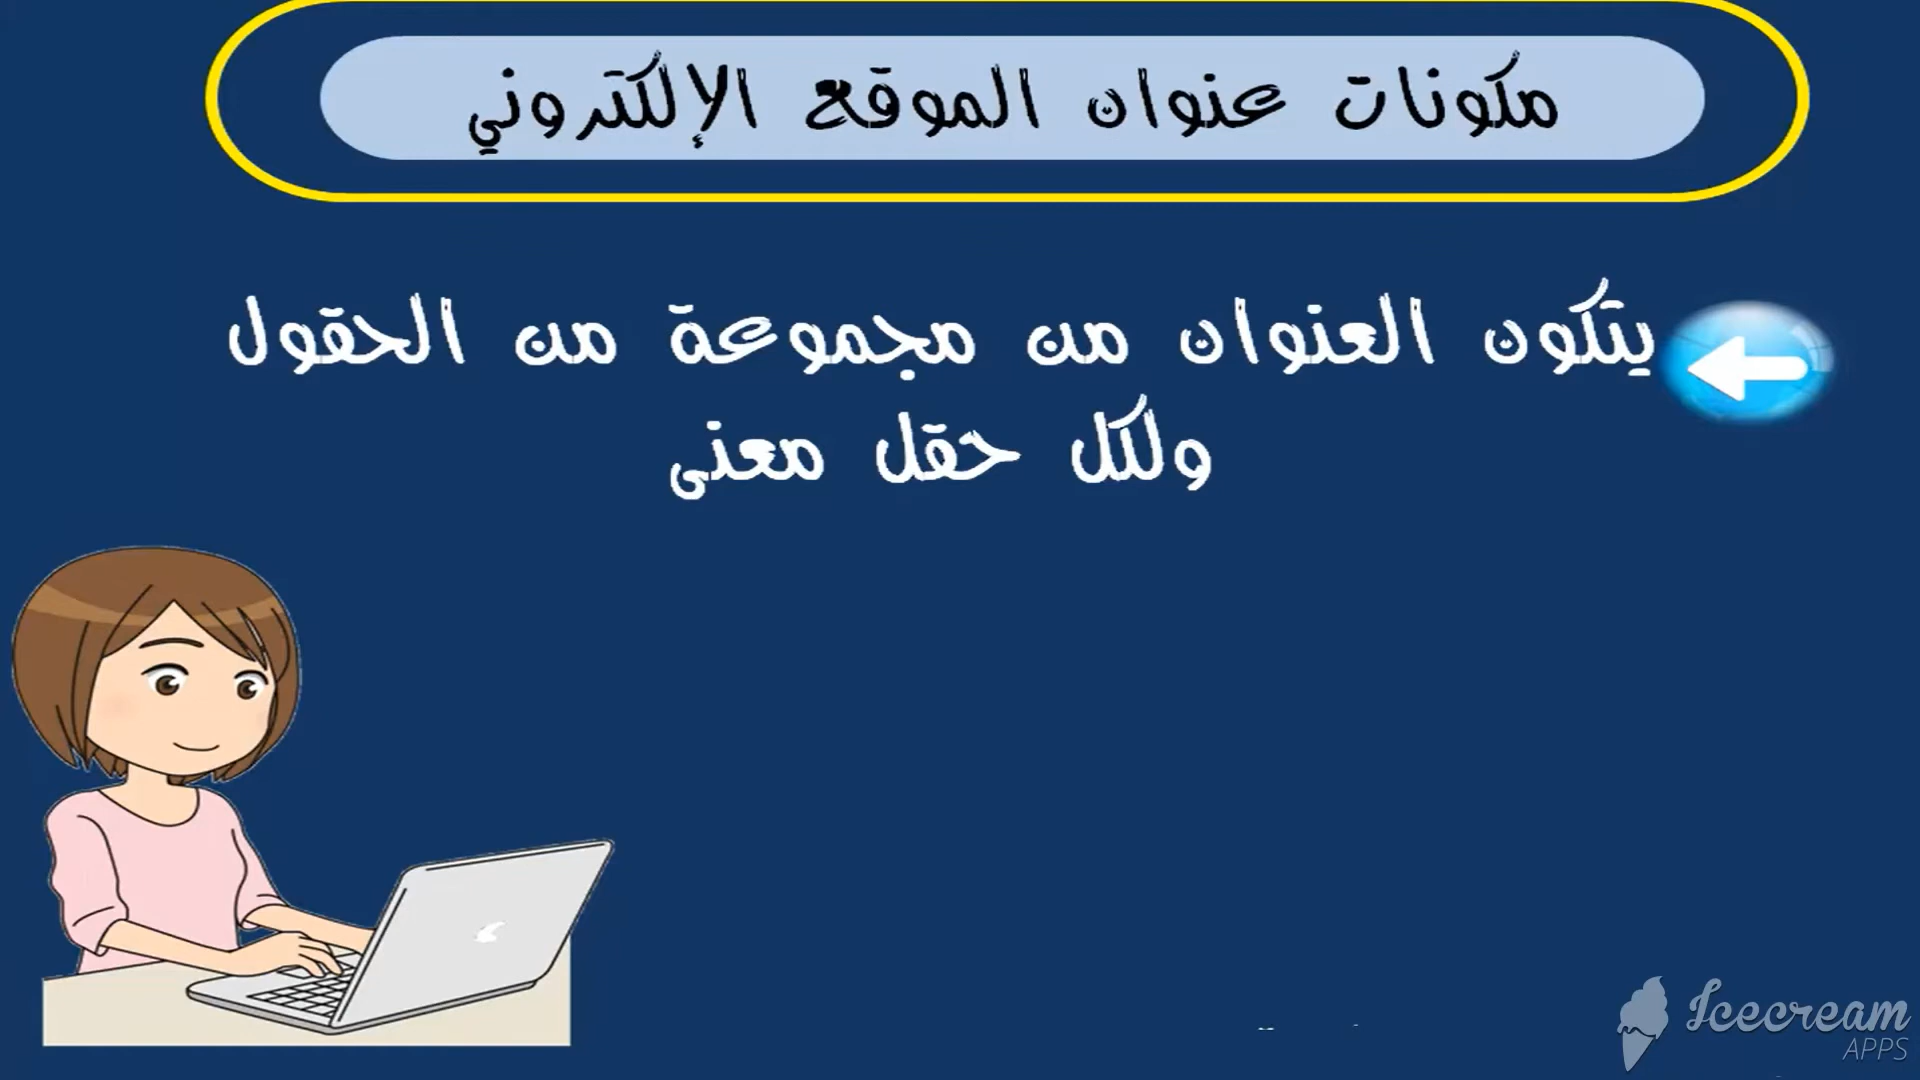 مكونات عنوان الموقع الإلكتروني
يتكون العنوان من مجموعة من الحقول
ولكل حقل معنى
Icecream
APPS